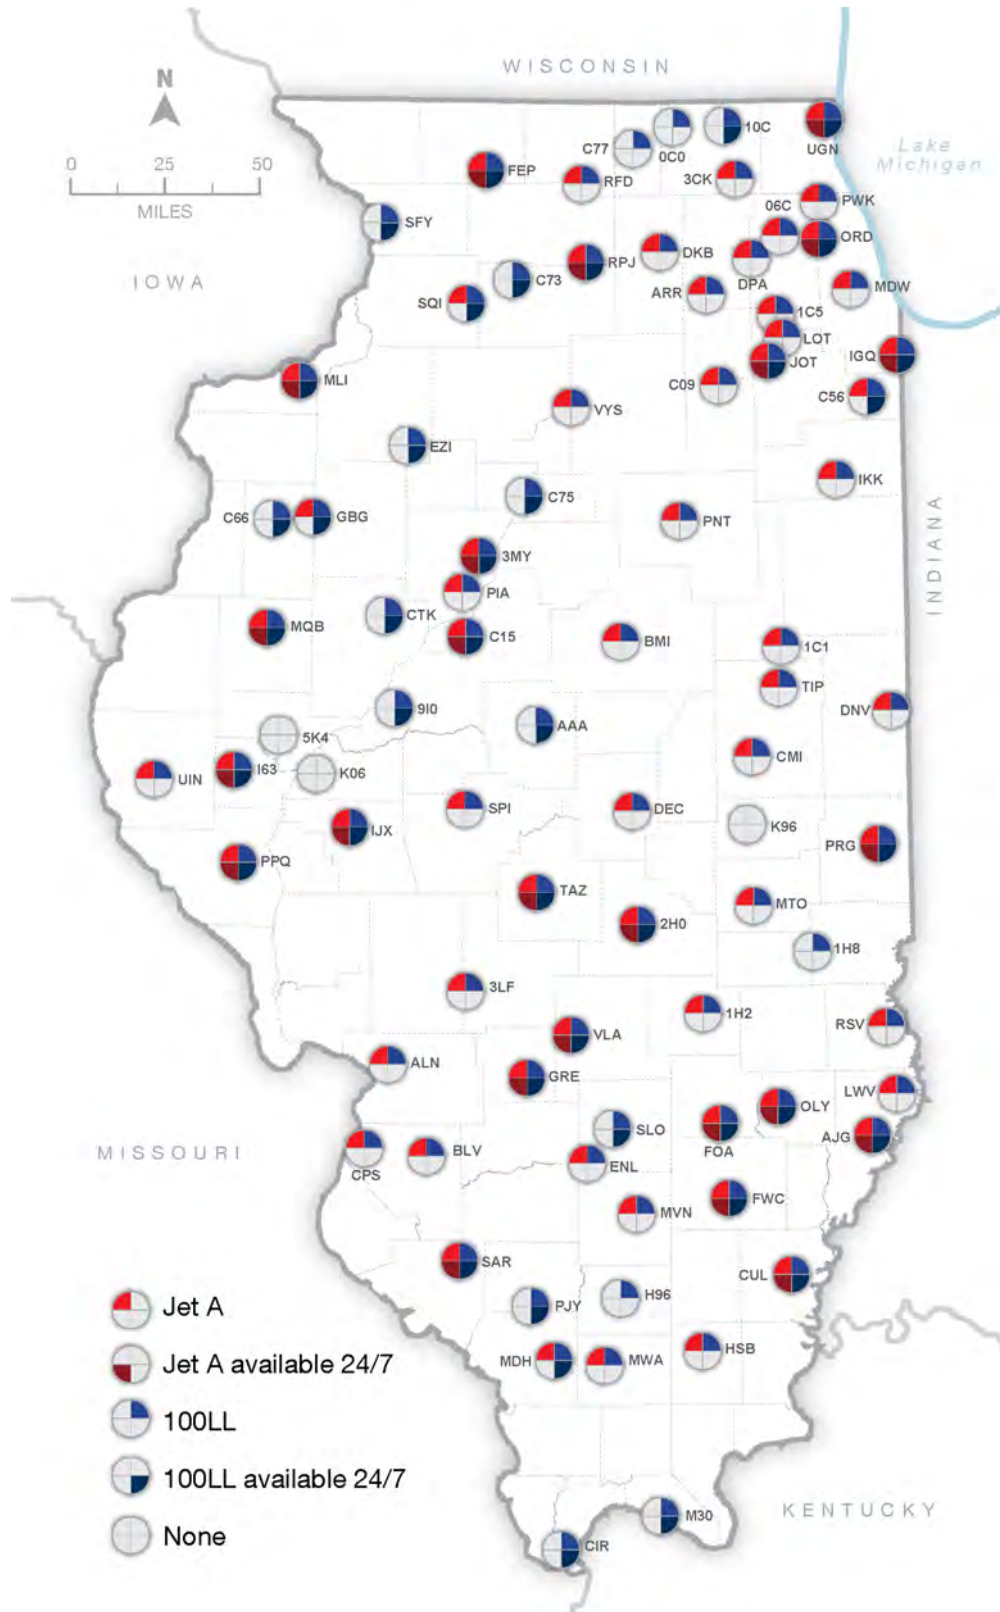 WISCONSIN
N
Lake
Michigan
0 25 50
MILES
10C
UGN
C77
0C0
FEP
RFD
3CK
06C
PWK
SFY
ORD
IOWA
RPJ
DKB
DPA
C73
MDW
SQI
ARR
1C5
LOT
IGQ
JOT
MLI
C09
C56
VYS
EZI
IKK
C75
C66
GBG
PNT
INDIANA
3MY
PIA
CTK
MQB
C15
BMI
1C1
TIP
9I0
DNV
AAA
5K4
CMI
I63
K06
UIN
SPI
DEC
K96
IJX
PRG
PPQ
TAZ
MTO
2H0
1H8
3LF
1H2
RSV
VLA
ALN
GRE
LWV
OLY
SLO
AJG
FOA
MISSOURI
BLV
CPS
ENL
FWC
MVN
SAR
CUL
H96
PJY
Jet A
HSB
MDH
MWA
Jet A available 24/7
100LL
100LL available 24/7
KENTUCKY
M30
None
CIR